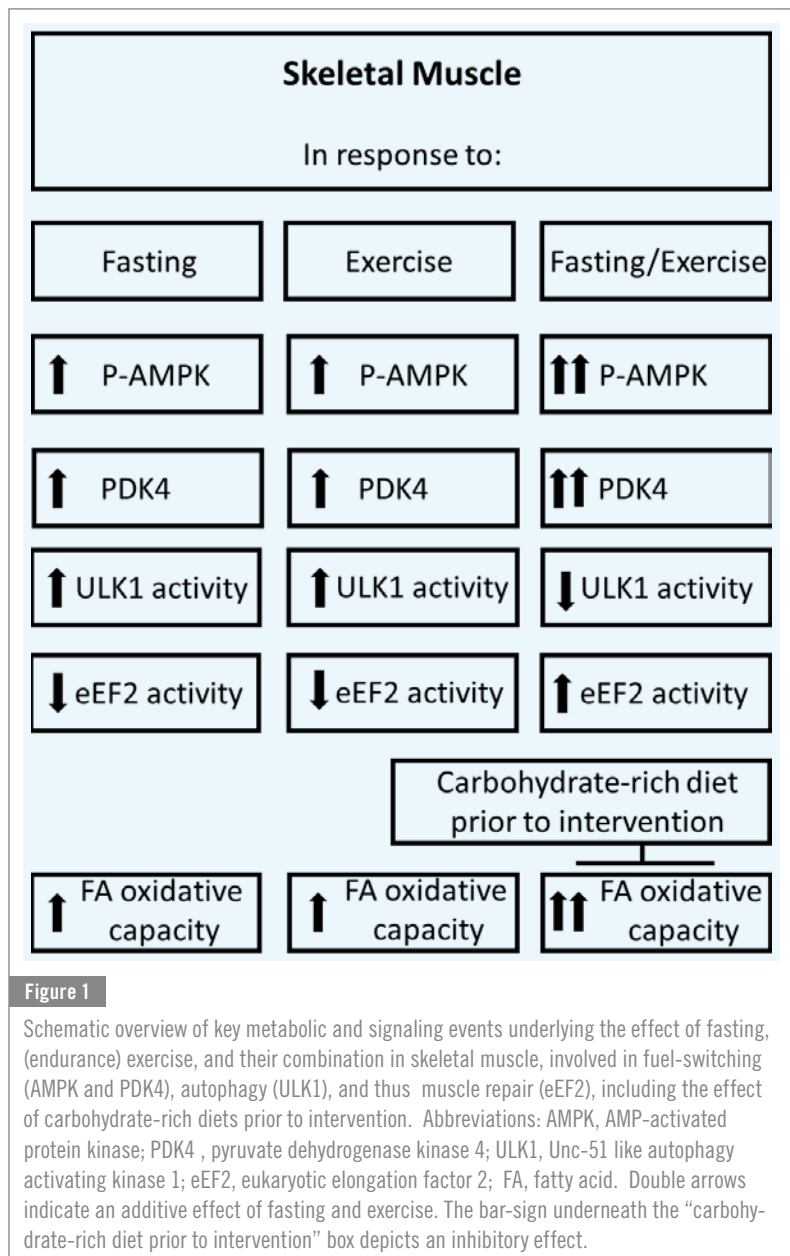 Skeletal Muscle
In response to:
Fasting
Exercise
Fasting/Exercise
P-AMPK
P-AMPK
P-AMPK
PDK4
PDK4
PDK4
ULK1 activity
ULK1 activity
ULK1 activity
eEF2 activity
eEF2 activity
eEF2 activity
Carbohydrate-rich diet
prior to intervention
FA oxidative
capacity
FA oxidative
capacity
FA oxidative
capacity
Figure 1
Schematic overview of key metabolic and signaling events underlying the effect of fasting,
(endurance) exercise, and their combination in skeletal muscle, involved in fuel-switching
(AMPK and PDK4), autophagy (ULK1), and thus muscle repair (eEF2), including the effect
of carbohydrate-rich diets prior to intervention. Abbreviations: AMPK, AMP-activated
protein kinase; PDK4 , pyruvate dehydrogenase kinase 4; ULK1, Unc-51 like autophagy
activating kinase 1; eEF2, eukaryotic elongation factor 2; FA, fatty acid. Double arrows
indicate an additive effect of fasting and exercise. The bar-sign underneath the “carbohy-
drate-rich diet prior to intervention” box depicts an inhibitory effect.